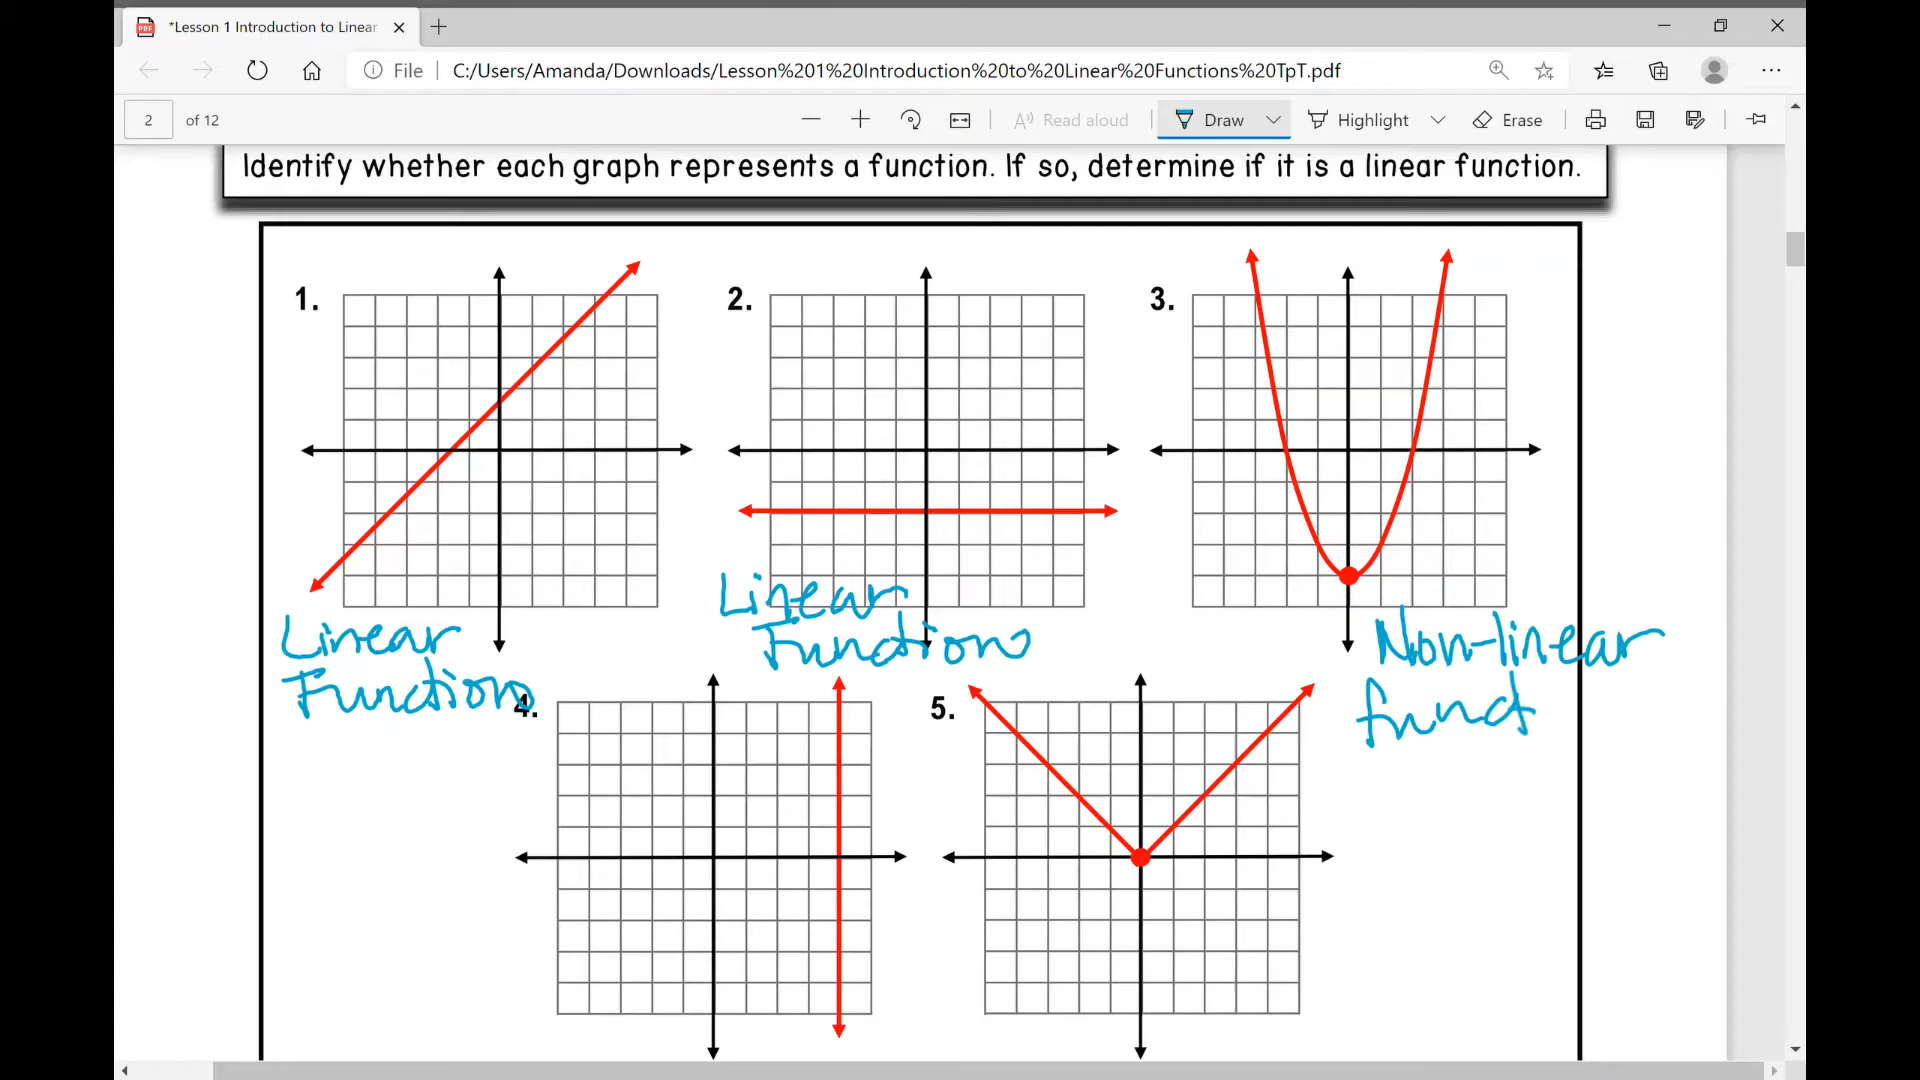 *Lesson 1 Introduction to Linear
File
C:/Users/Amanda/Downloads/Lesson%201%20Introduction%20to%20Linear%20Functions%20TpT.pdf
2 of 12
Read aloud
Draw
Highlight
Erase
Identify whether each graph represents a function. If so, determine if it is a linear function.
1.
2.
3.
Linear
Function
Linear
Function
Non-linear
funct
4.
5.